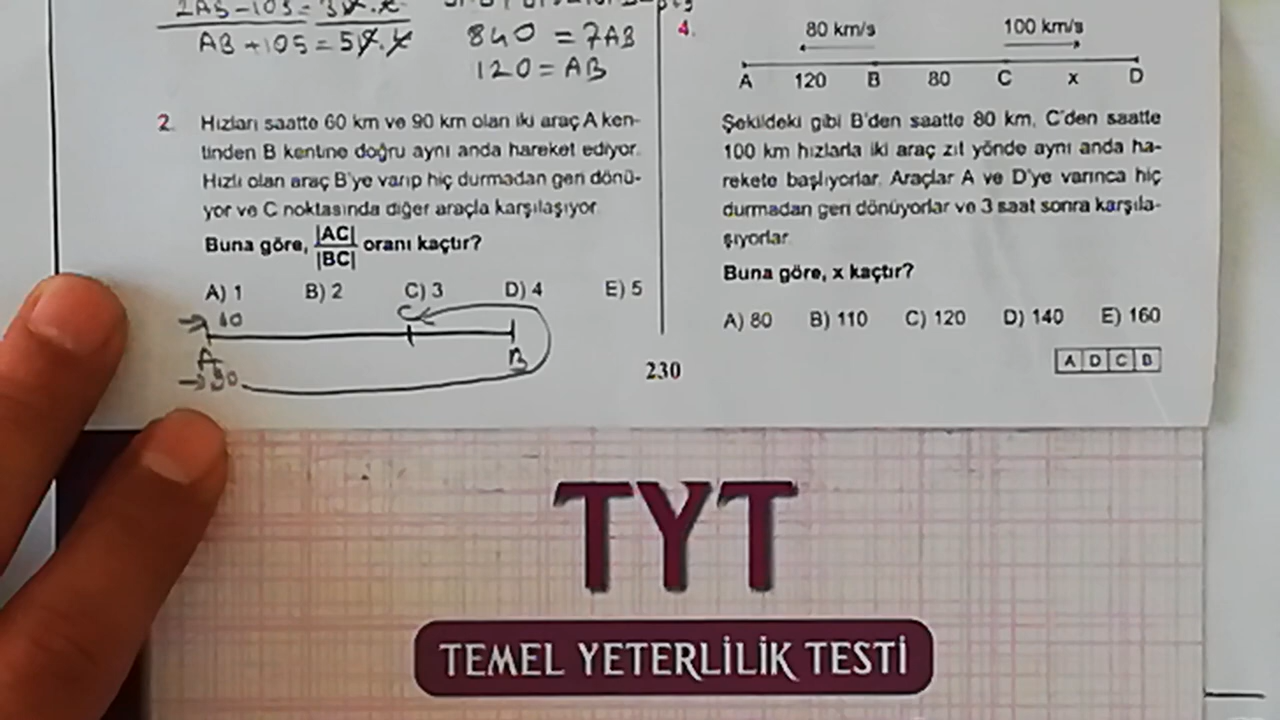 2AB-105 = 3V.t
AB+105 = 5V.t
840 = 7AB
120 = AB
2. Hızları saatte 60 km ve 90 km olan iki araç A ken-
tinden B kentine doğru aynı anda hareket ediyor.
Hızlı olan araç B'ye varıp hiç durmadan geri dönü-
yor ve C noktasında diğer araçla karşılaşıyor.
Buna göre, |AC| / |BC| oranı kaçtır?
A) 1 B) 2 C) 3 D) 4 E) 5
60 C
A B
90
4.
80 km/s 100 km/s
A 120 B 80 C x D
Şekildeki gibi B'den saatte 80 km, C'den saatte
100 km hızlarla iki araç zıt yönde aynı anda ha-
rekete başlıyorlar. Araçlar A ve D'ye varınca hiç
durmadan geri dönüyorlar ve 3 saat sonra karşıla-
şıyorlar.
Buna göre, x kaçtır?
A) 80 B) 110 C) 120 D) 140 E) 160
A D C B
230
TYT
TEMEL YETERLİLİK TESTİ